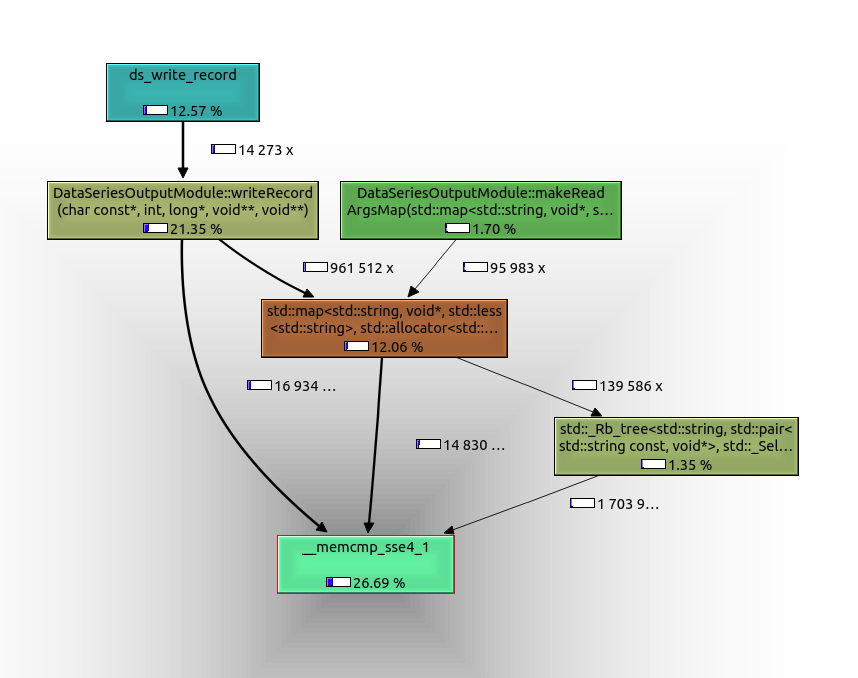 ds_write_record
12.57 %
14 273 x
DataSeriesOutputModule::writeRecord
(char const*, int, long*, void**, void**)
21.35 %
DataSeriesOutputModule::makeRead
ArgsMap(std::map<std::string, void*, s...
1.70 %
961 512 x
95 983 x
std::map<std::string, void*, std::less
<std::string>, std::allocator<std::...
12.06 %
16 934 ...
139 586 x
14 830 ...
std::_Rb_tree<std::string, std::pair<
std::string const, void*>, std::_Sel...
1.35 %
1 703 9...
__memcmp_sse4_1
26.69 %